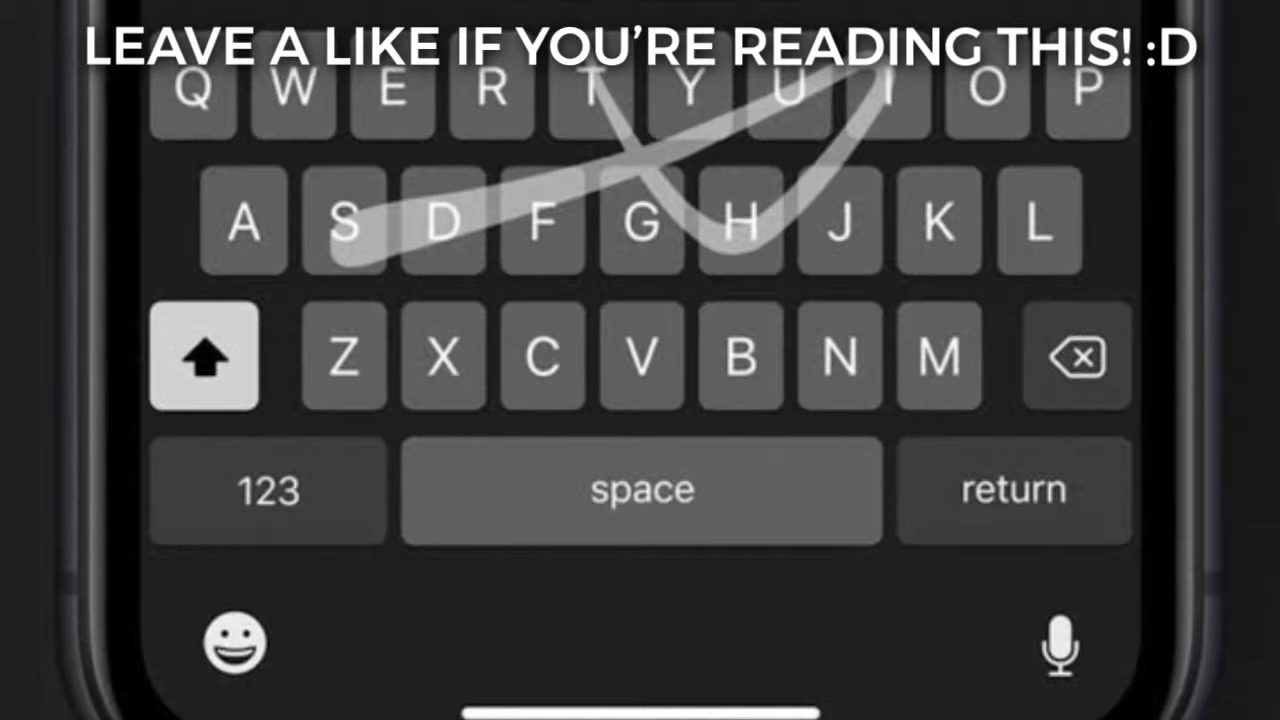 LEAVE A LIKE IF YOU’RE READING THIS! :D
Q W E R T Y U I O P
A S D F G H J K L
Z X C V B N M
123 space return